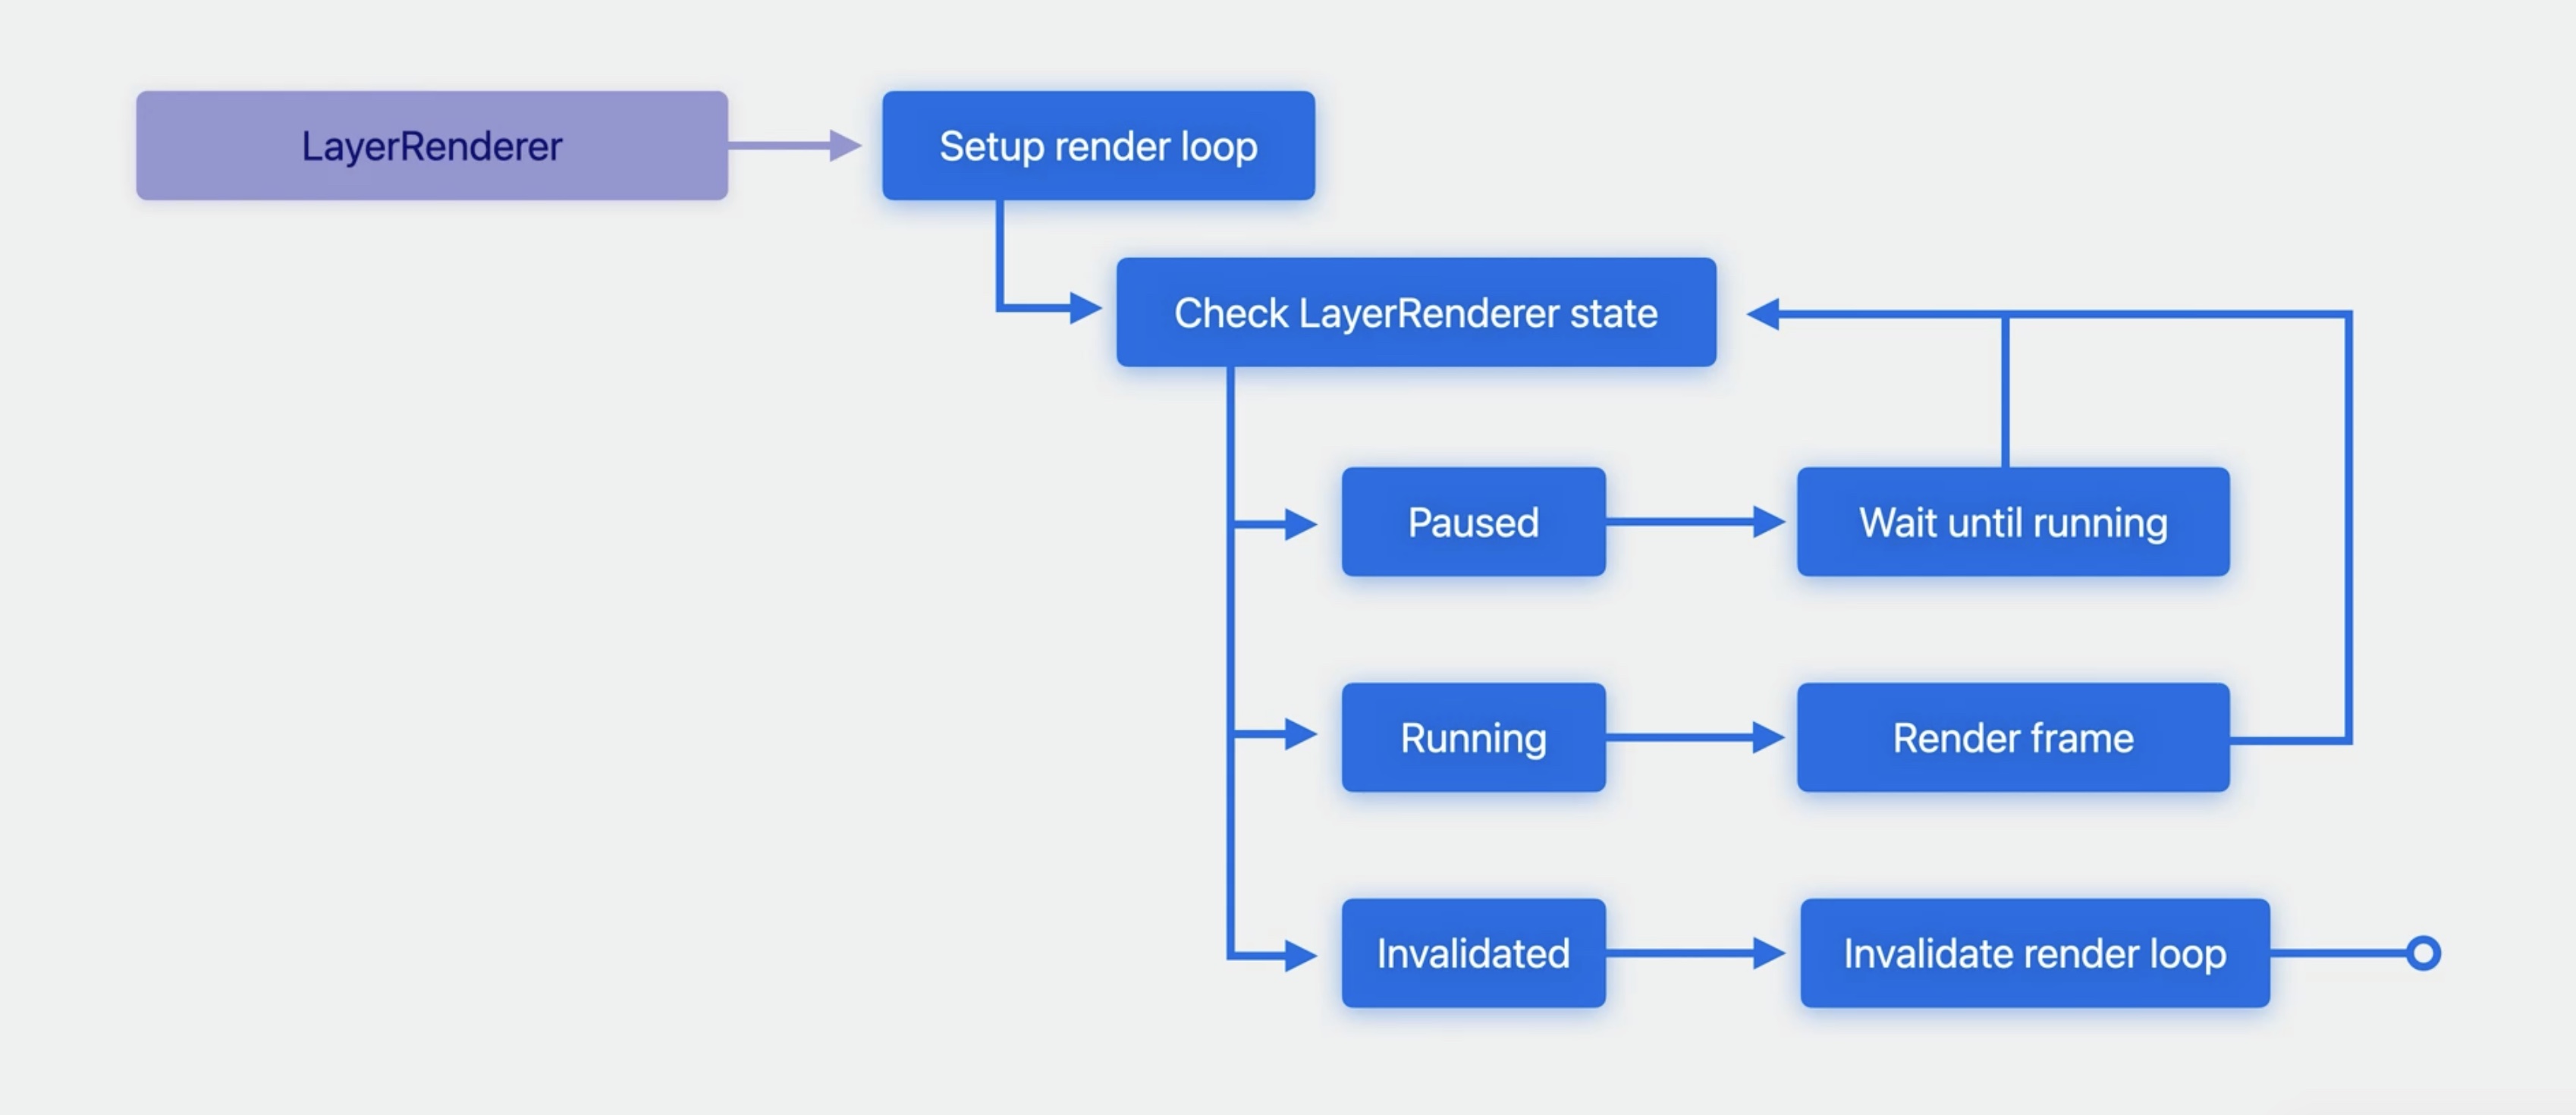 LayerRenderer
Setup render loop
Check LayerRenderer state
Paused
Wait until running
Running
Render frame
Invalidated
Invalidate render loop